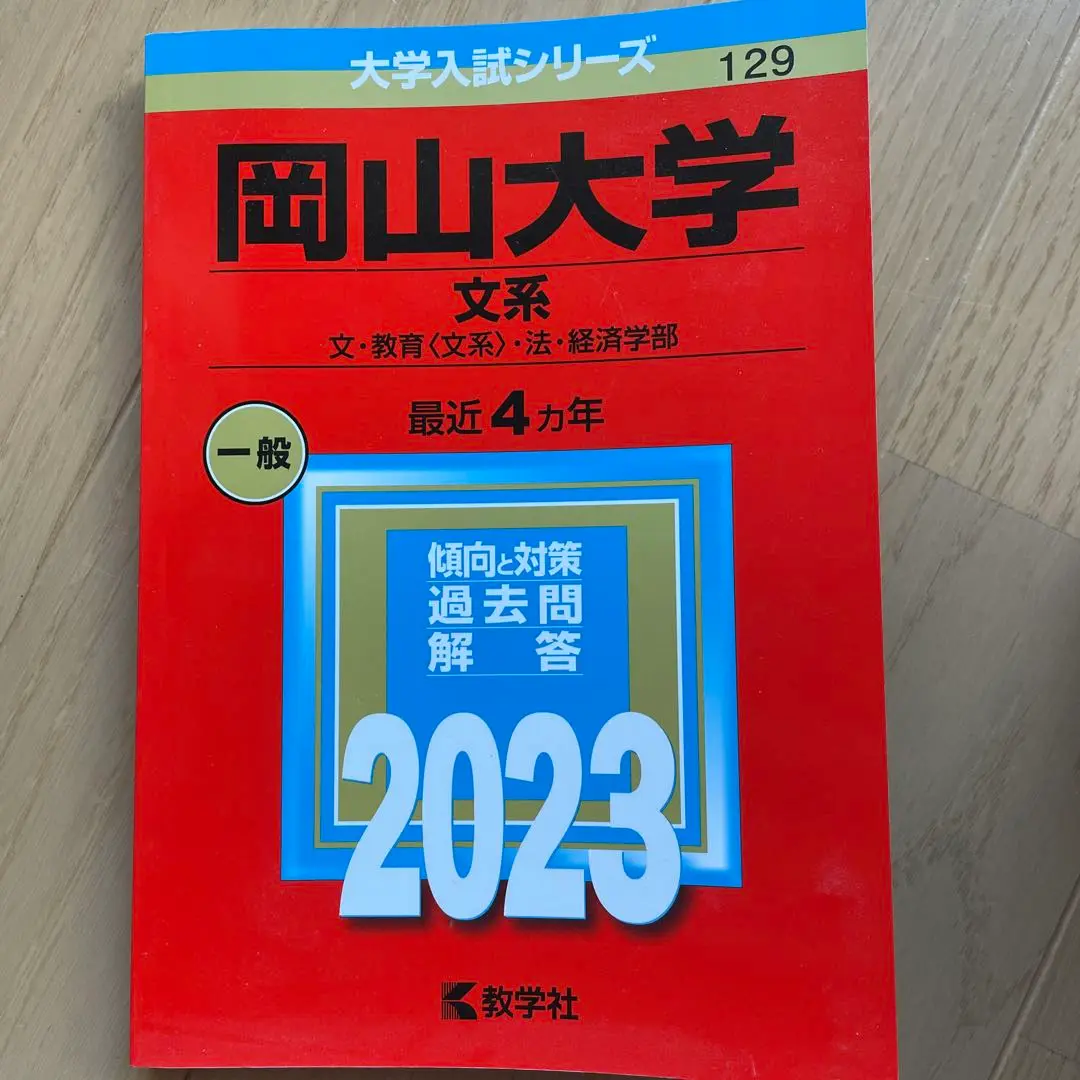 大学入試シリーズ 129
岡山大学
文系
文・教育〈文系〉・法・経済学部
最近4カ年
一般
傾向と対策
過去問
解答
2023
教学社